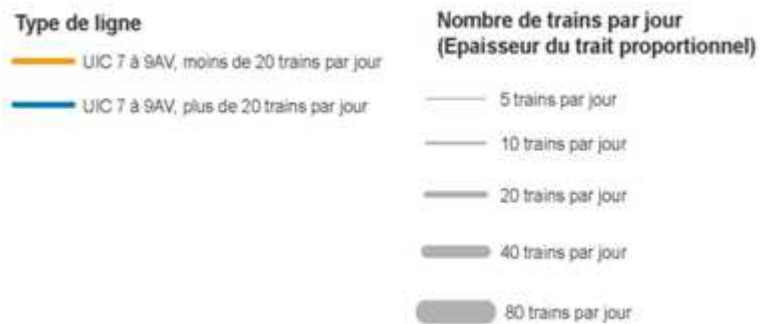 Type de ligne
UIC 7 à 9AV, moins de 20 trains par jour
UIC 7 à 9AV, plus de 20 trains par jour
Nombre de trains par jour
(Epaisseur du trait proportionnel)
5 trains par jour
10 trains par jour
20 trains par jour
40 trains par jour
80 trains par jour